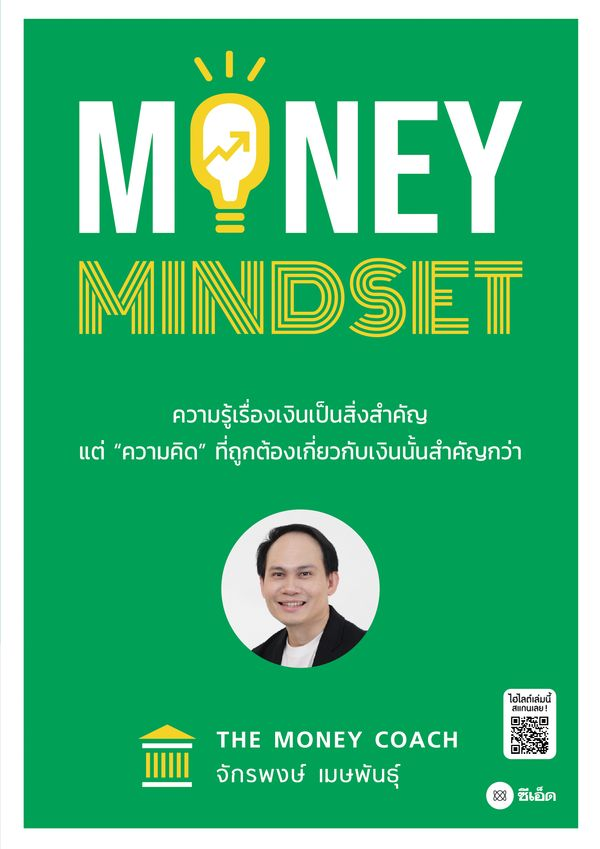 MONEY
MINDSET
ความรู้เรื่องเงินเป็นสิ่งสำคัญ
แต่ “ความคิด” ที่ถูกต้องเกี่ยวกับเงินนั้นสำคัญกว่า
ไฮไลต์เล่มนี้
สแกนเลย!
THE MONEY COACH
จักรพงษ์ เมษพันธุ์
ซีเอ็ด